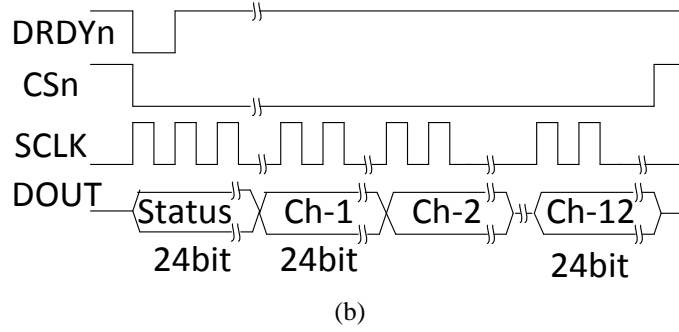 DRDYn
CSn
SCLK
DOUT Status Ch-1 Ch-2 Ch-12
24bit 24bit 24bit
(b)